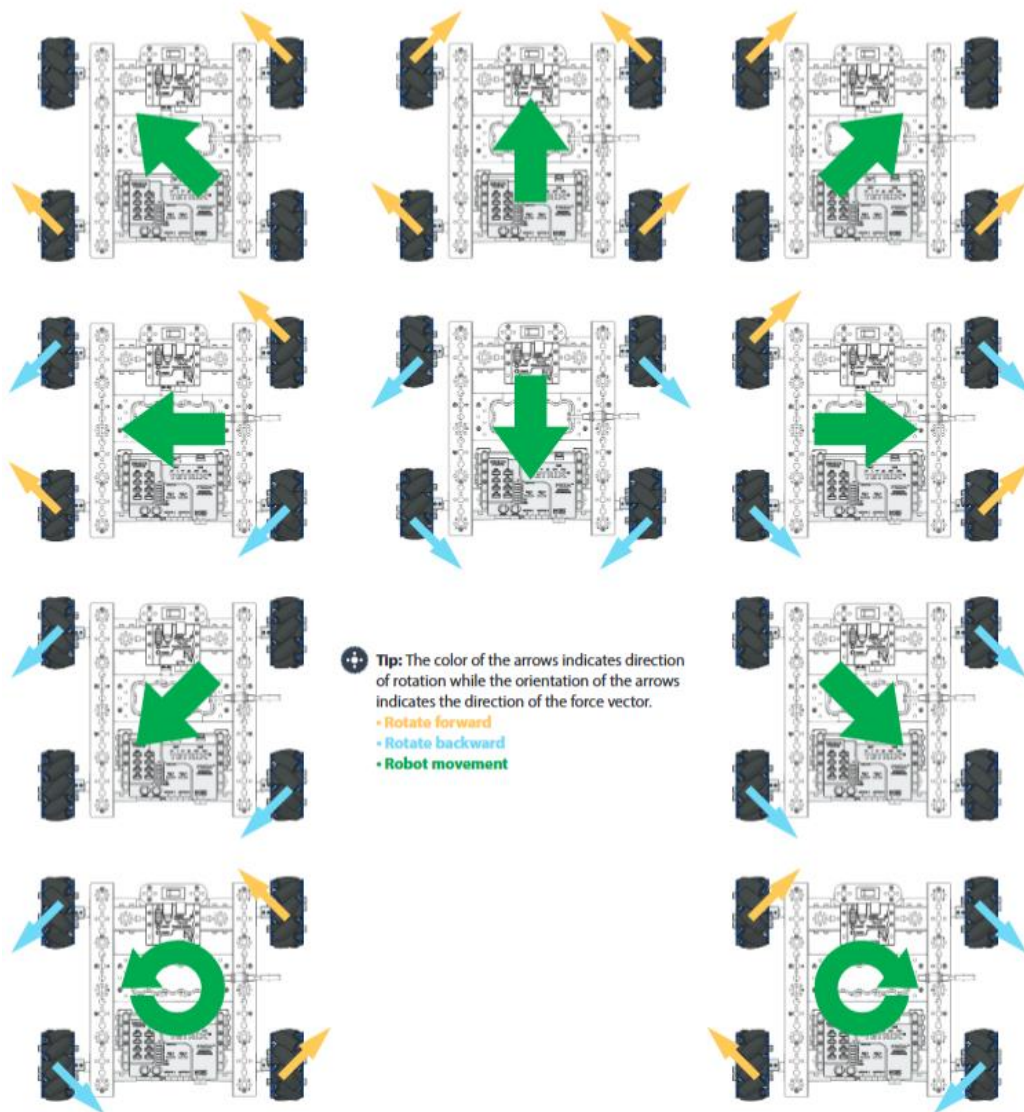 Tip: The color of the arrows indicates direction
of rotation while the orientation of the arrows
indicates the direction of the force vector.
• Rotate forward
• Rotate backward
• Robot movement